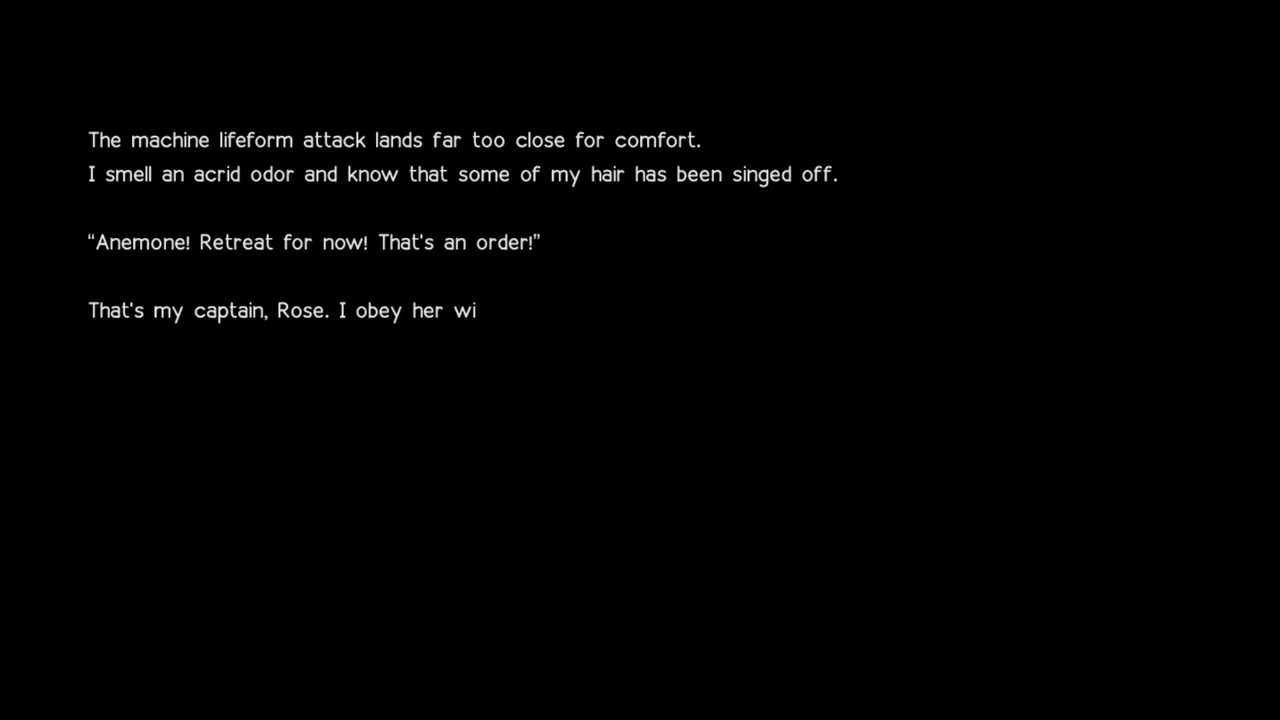 The machine lifeform attack lands far too close for comfort.
I smell an acrid odor and know that some of my hair has been singed off.
“Anemone! Retreat for now! That's an order!”
That's my captain, Rose. I obey her wi